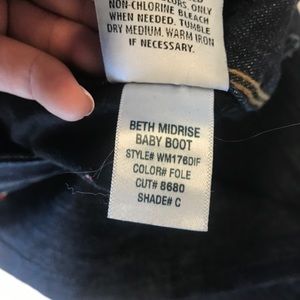 NON-CHLORINE BLEACH
WHEN NEEDED. TUMBLE
DRY MEDIUM. WARM IRON
IF NECESSARY.
BETH MIDRISE
BABY BOOT
STYLE# WM176DIF
COLOR# FOLE
CUT# 8680
SHADE# C